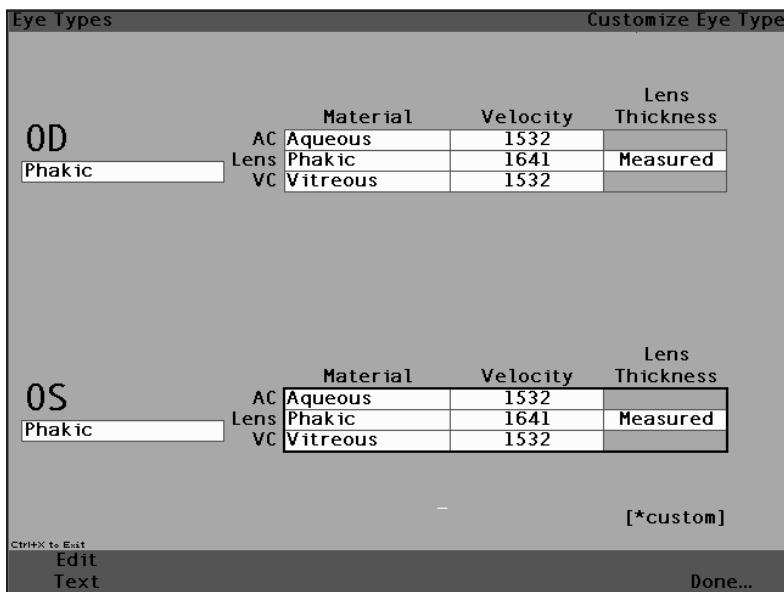 Eye Types Customize Eye Type
Lens
Material Velocity Thickness
OD
AC Aqueous 1532
Phakic Lens Phakic 1641 Measured
VC Vitreous 1532
Lens
Material Velocity Thickness
OS
AC Aqueous 1532
Phakic Lens Phakic 1641 Measured
VC Vitreous 1532
[*custom]
Ctrl+X to Exit
Edit
Text Done...